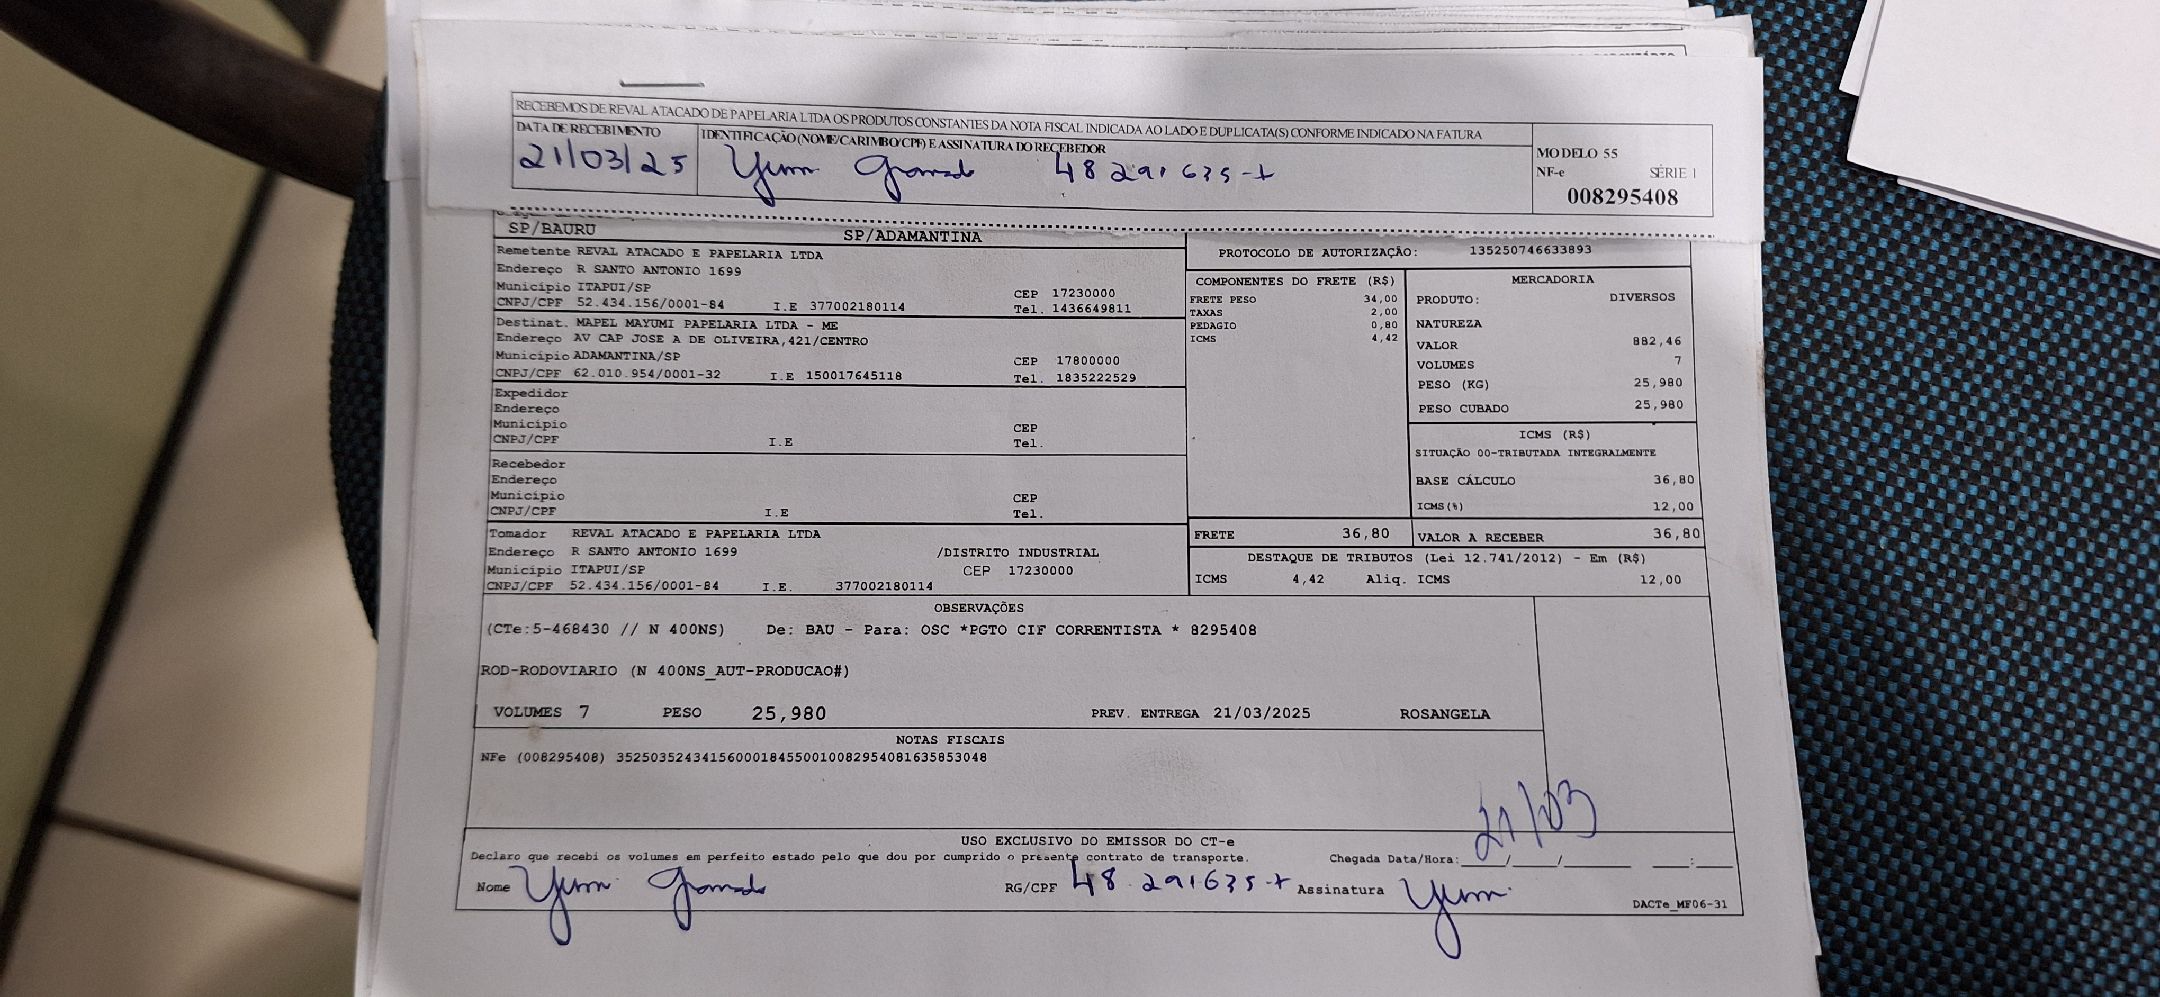 RECEBEMOS DE REVAL ATACADO DE PAPELARIA LTDA OS PRODUTOS CONSTANTES DA NOTA FISCAL INDICADA AO LADO E DUPLICATA(S) CONFORME INDICADO NA FATURA
DATA DE RECEBIMENTO IDENTIFICAÇÃO (NOME/CARIMBO/CPF) E ASSINATURA DO RECEBEDOR
21/03/25 48 291 635-
MODELO 55
NF-e SÉRIE 1
008295408
SP/BAURU SP/ADAMANTINA
Remetente REVAL ATACADO E PAPELARIA LTDA
Endereço R SANTO ANTONIO 1699
Município ITAPUI/SP CEP 17230000
CNPJ/CPF 52.434.156/0001-84 I.E 377002180114 Tel. 1436649811
Destinat. MAPEL MAYUMI PAPELARIA LTDA - ME
Endereço AV CAP JOSE A DE OLIVEIRA,421/CENTRO
Município ADAMANTINA/SP CEP 17800000
CNPJ/CPF 62.010.954/0001-32 I.E 150017645118 Tel. 1835222529
Expedidor
Endereço
Município CEP
CNPJ/CPF I.E Tel.
Recebedor
Endereço
Município CEP
CNPJ/CPF I.E Tel.
Tomador REVAL ATACADO E PAPELARIA LTDA
Endereço R SANTO ANTONIO 1699 /DISTRITO INDUSTRIAL
Município ITAPUI/SP CEP 17230000
CNPJ/CPF 52.434.156/0001-84 I.E. 377002180114
PROTOCOLO DE AUTORIZAÇÃO: 135250746633893
COMPONENTES DO FRETE (R$)
FRETE PESO 34,00
TAXAS 2,00
PEDAGIO 0,80
ICMS 4,42
MERCADORIA
PRODUTO: DIVERSOS
NATUREZA
VALOR 882,46
VOLUMES 7
PESO (KG) 25,980
PESO CUBADO 25,980
ICMS (R$)
SITUAÇÃO 00-TRIBUTADA INTEGRALMENTE
BASE CÁLCULO 36,80
ICMS(%) 12,00
FRETE 36,80 VALOR A RECEBER 36,80
DESTAQUE DE TRIBUTOS (Lei 12.741/2012) - Em (R$)
ICMS 4,42 Aliq. ICMS 12,00
OBSERVAÇÕES
(CTe:5-468430 // N 400NS) De: BAU - Para: OSC *PGTO CIF CORRENTISTA * 8295408
ROD-RODOVIARIO (N 400NS_AUT-PRODUCAO#)
VOLUMES 7 PESO 25,980 PREV. ENTREGA 21/03/2025 ROSANGELA
NOTAS FISCAIS
NFe (008295408) 35250352434156000184550010082954081635853048
21/03
USO EXCLUSIVO DO EMISSOR DO CT-e
Declaro que recebi os volumes em perfeito estado pelo que dou por cumprido o presente contrato de transporte. Chegada Data/Hora:____/____/______ ___:___
Nome RG/CPF 48 291635- Assinatura
DACTe_MF06-31